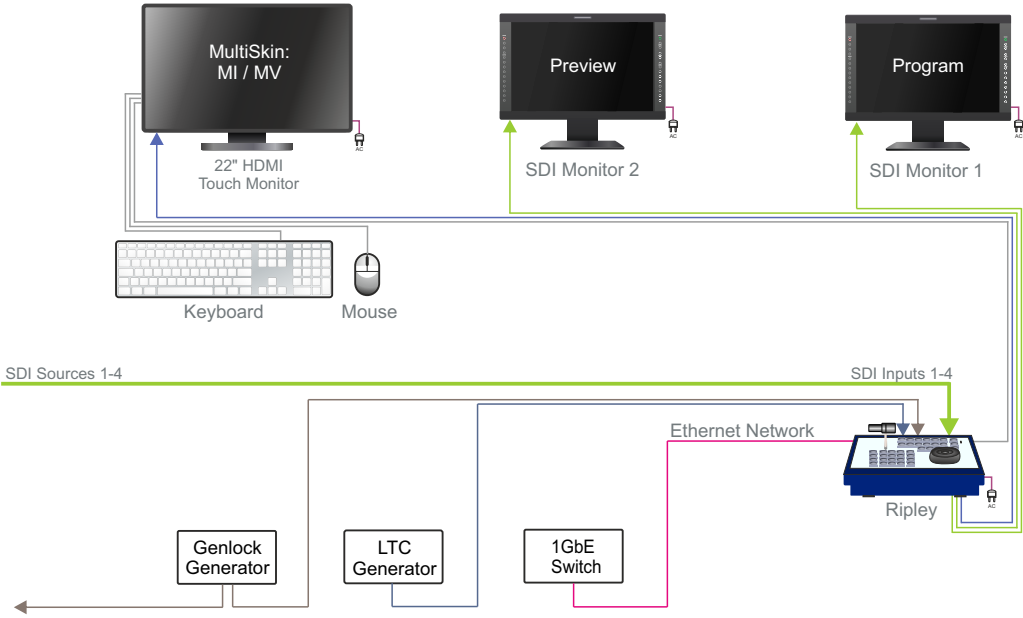 MultiSkin:
MI / MV
Preview
Program
AC
AC
AC
22" HDMI
Touch Monitor
SDI Monitor 2
SDI Monitor 1
Keyboard
Mouse
SDI Sources 1-4
SDI Inputs 1-4
Ethernet Network
AC
Ripley
Genlock
Generator
LTC
Generator
1GbE
Switch